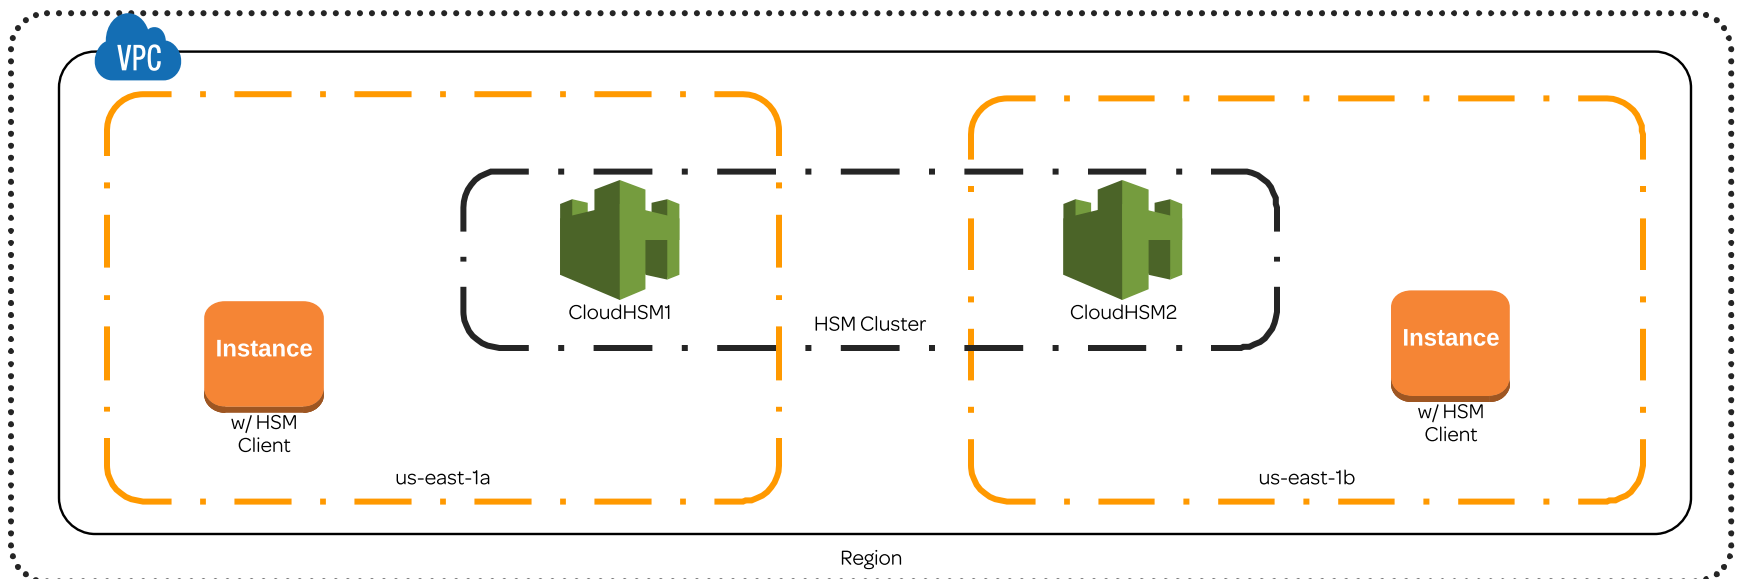 VPC
CloudHSM1
CloudHSM2
HSM Cluster
Instance
w/ HSM
Client
Instance
w/ HSM
Client
us-east-1a
us-east-1b
Region